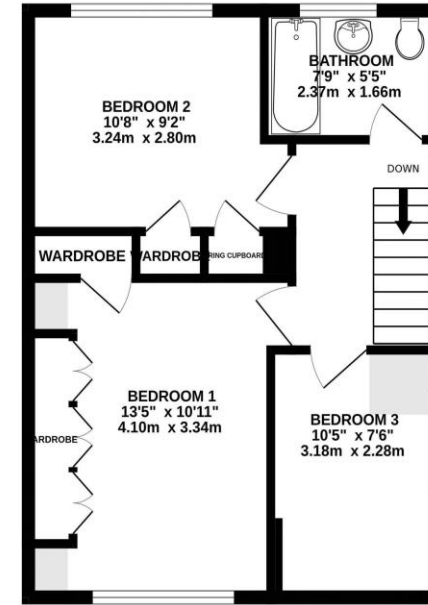 BATHROOM
7'9" x 5'5"
2.37m x 1.66m
BEDROOM 2
10'8" x 9'2"
3.24m x 2.80m
DOWN
WARDROBE
WARDROBE
RING CUPBOARD
BEDROOM 1
13'5" x 10'11"
4.10m x 3.34m
ARDROBE
BEDROOM 3
10'5" x 7'6"
3.18m x 2.28m